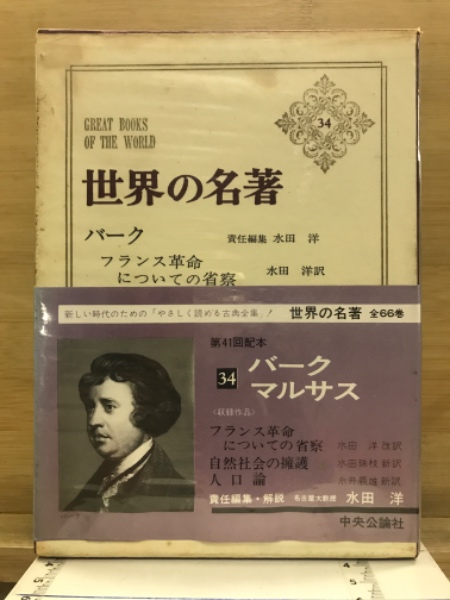 GREAT BOOKS
OF THE WORLD
34
世界の名著
バーク
責任編集 水田 洋
フランス革命
についての省察
水田 洋訳
新しい時代のための「やさしく読める古典全集」!
世界の名著 全66巻
第41回配本
34
バーク
マルサス
〈収録作品〉
フランス革命
についての省察 水田 洋 改訳
自然社会の擁護 水田珠枝 新訳
人口論 永井義雄 新訳
責任編集・解説 名古屋大教授 水田 洋
中央公論社